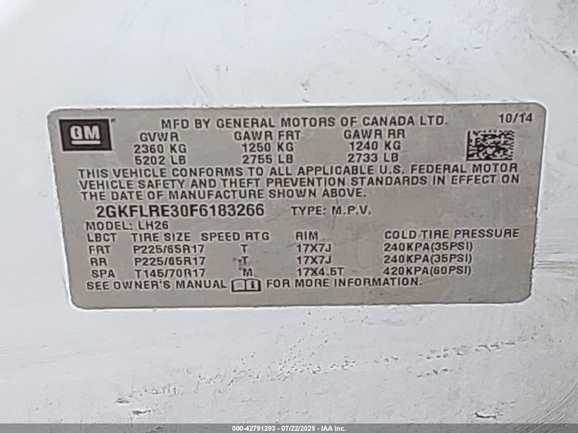 GM
MFD BY GENERAL MOTORS OF CANADA LTD. 10/14
GVWR GAWR FRT GAWR RR
2360 KG 1250 KG 1240 KG
5202 LB 2755 LB 2733 LB
THIS VEHICLE CONFORMS TO ALL APPLICABLE U.S. FEDERAL MOTOR
VEHICLE SAFETY AND THEFT PREVENTION STANDARDS IN EFFECT ON
THE DATE OF MANUFACTURE SHOWN ABOVE.
2GKFLRE30F6183266 TYPE: M.P.V.
MODEL: LH26
LBCT TIRE SIZE SPEED RTG RIM COLD TIRE PRESSURE
FRT P225/65R17 T 17X7J 240KPA(35PSI)
RR P225/65R17 T 17X7J 240KPA(35PSI)
SPA T145/70R17 M 17X4.5T 420KPA(60PSI)
SEE OWNER'S MANUAL FOR MORE INFORMATION.
000-42791293 - 07/22/2025 - IAA Inc.